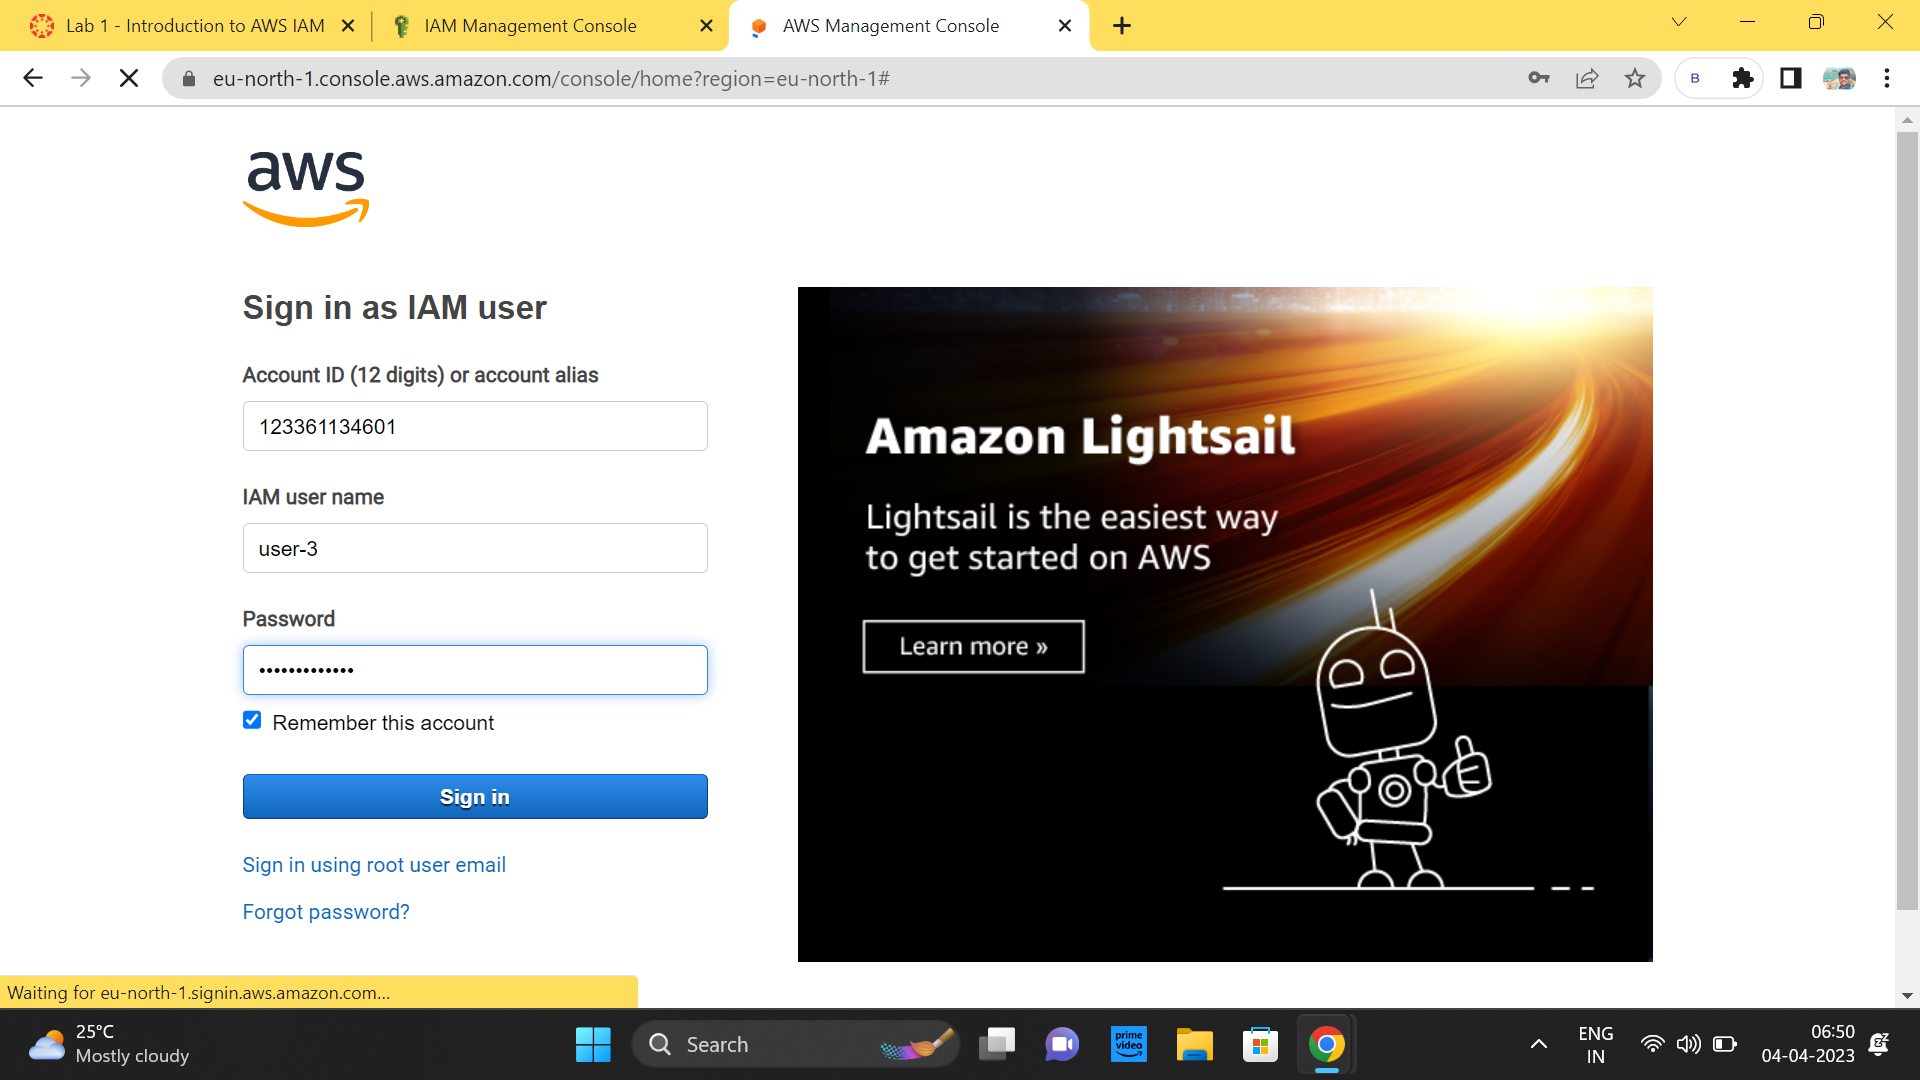 Lab 1 - Introduction to AWS IAM
IAM Management Console
AWS Management Console
eu-north-1.console.aws.amazon.com/console/home?region=eu-north-1#
B
aws
Sign in as IAM user
Account ID (12 digits) or account alias
123361134601
IAM user name
user-3
Password
•••••••••••••
Remember this account
Sign in
Sign in using root user email
Forgot password?
Amazon Lightsail
Lightsail is the easiest way
to get started on AWS
Learn more »
Waiting for eu-north-1.signin.aws.amazon.com...
25°C
Mostly cloudy
Search
prime
video
ENG
IN
06:50
04-04-2023